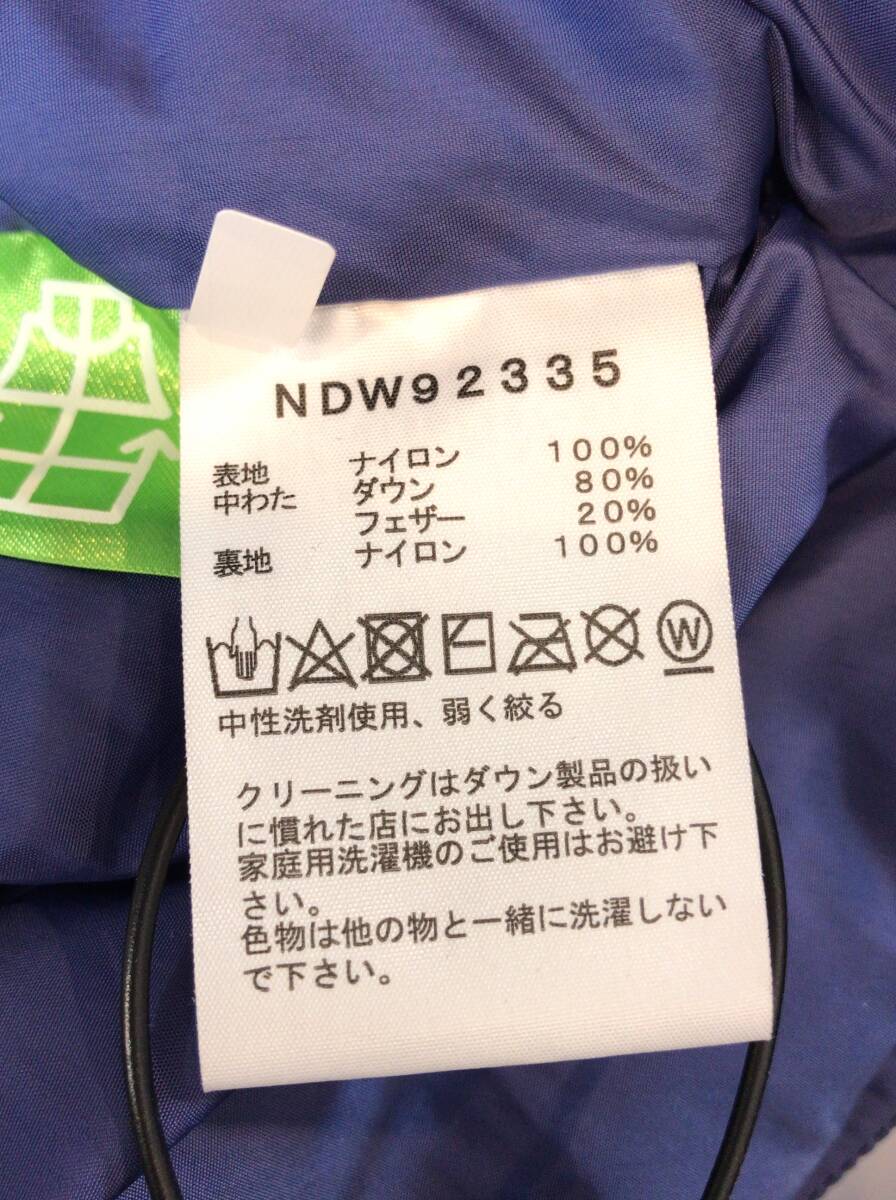 NDW92335
表地 ナイロン 100%
中わた ダウン 80%
フェザー 20%
裏地 ナイロン 100%
W
中性洗剤使用、弱く絞る
クリーニングはダウン製品の扱い
に慣れた店にお出し下さい。
家庭用洗濯機のご使用はお避け下
さい。
色物は他の物と一緒に洗濯しない
で下さい。